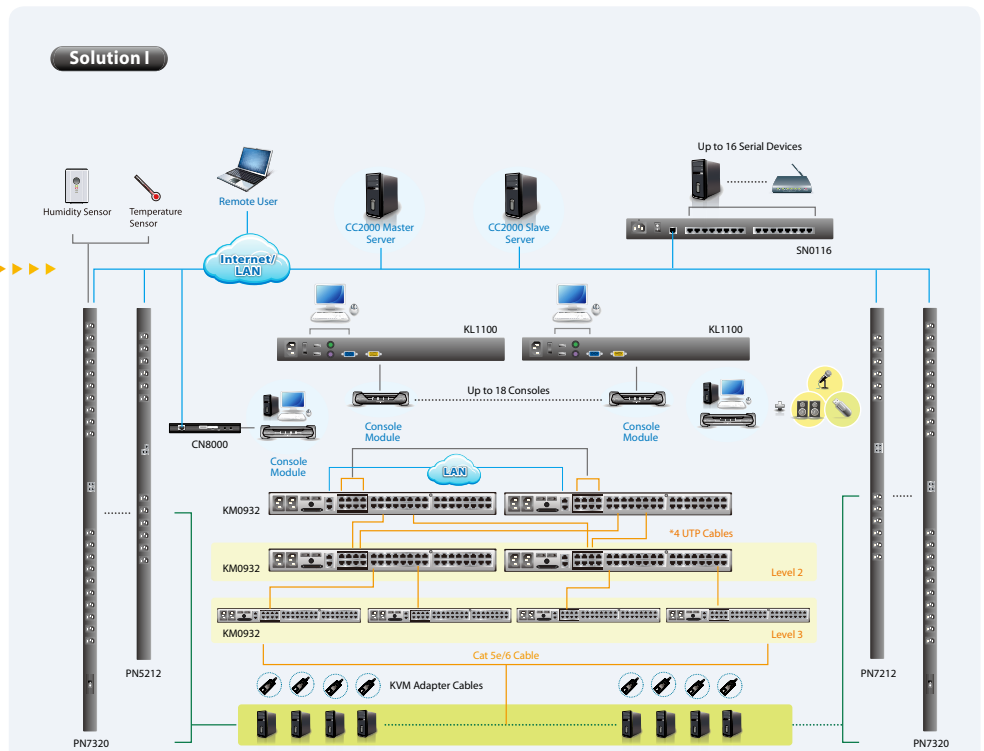 Solution I
Up to 16 Serial Devices
Humidity Sensor
Temperature
Sensor
Remote User
CC2000 Master
Server
CC2000 Slave
Server
SN0116
Internet/
LAN
KL1100
KL1100
Up to 18 Consoles
CN8000
Console
Module
Console
Module
Console
Module
LAN
KM0932
*4 UTP Cables
KM0932
Level 2
KM0932
Level 3
Cat 5e/6 Cable
PN5212
PN7212
KVM Adapter Cables
PN7320
PN7320